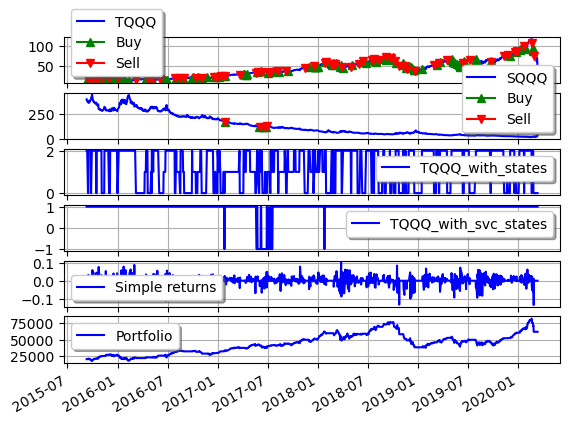 TQQQ
Buy
Sell
100
50
SQQQ
Buy
Sell
250
0
2
0
TQQQ_with_states
1
0
−1
TQQQ_with_svc_states
0.1
0.0
−0.1
Simple returns
75000
50000
25000
Portfolio
2015-07 2016-01 2016-07 2017-01 2017-07 2018-01 2018-07 2019-01 2019-07 2020-01